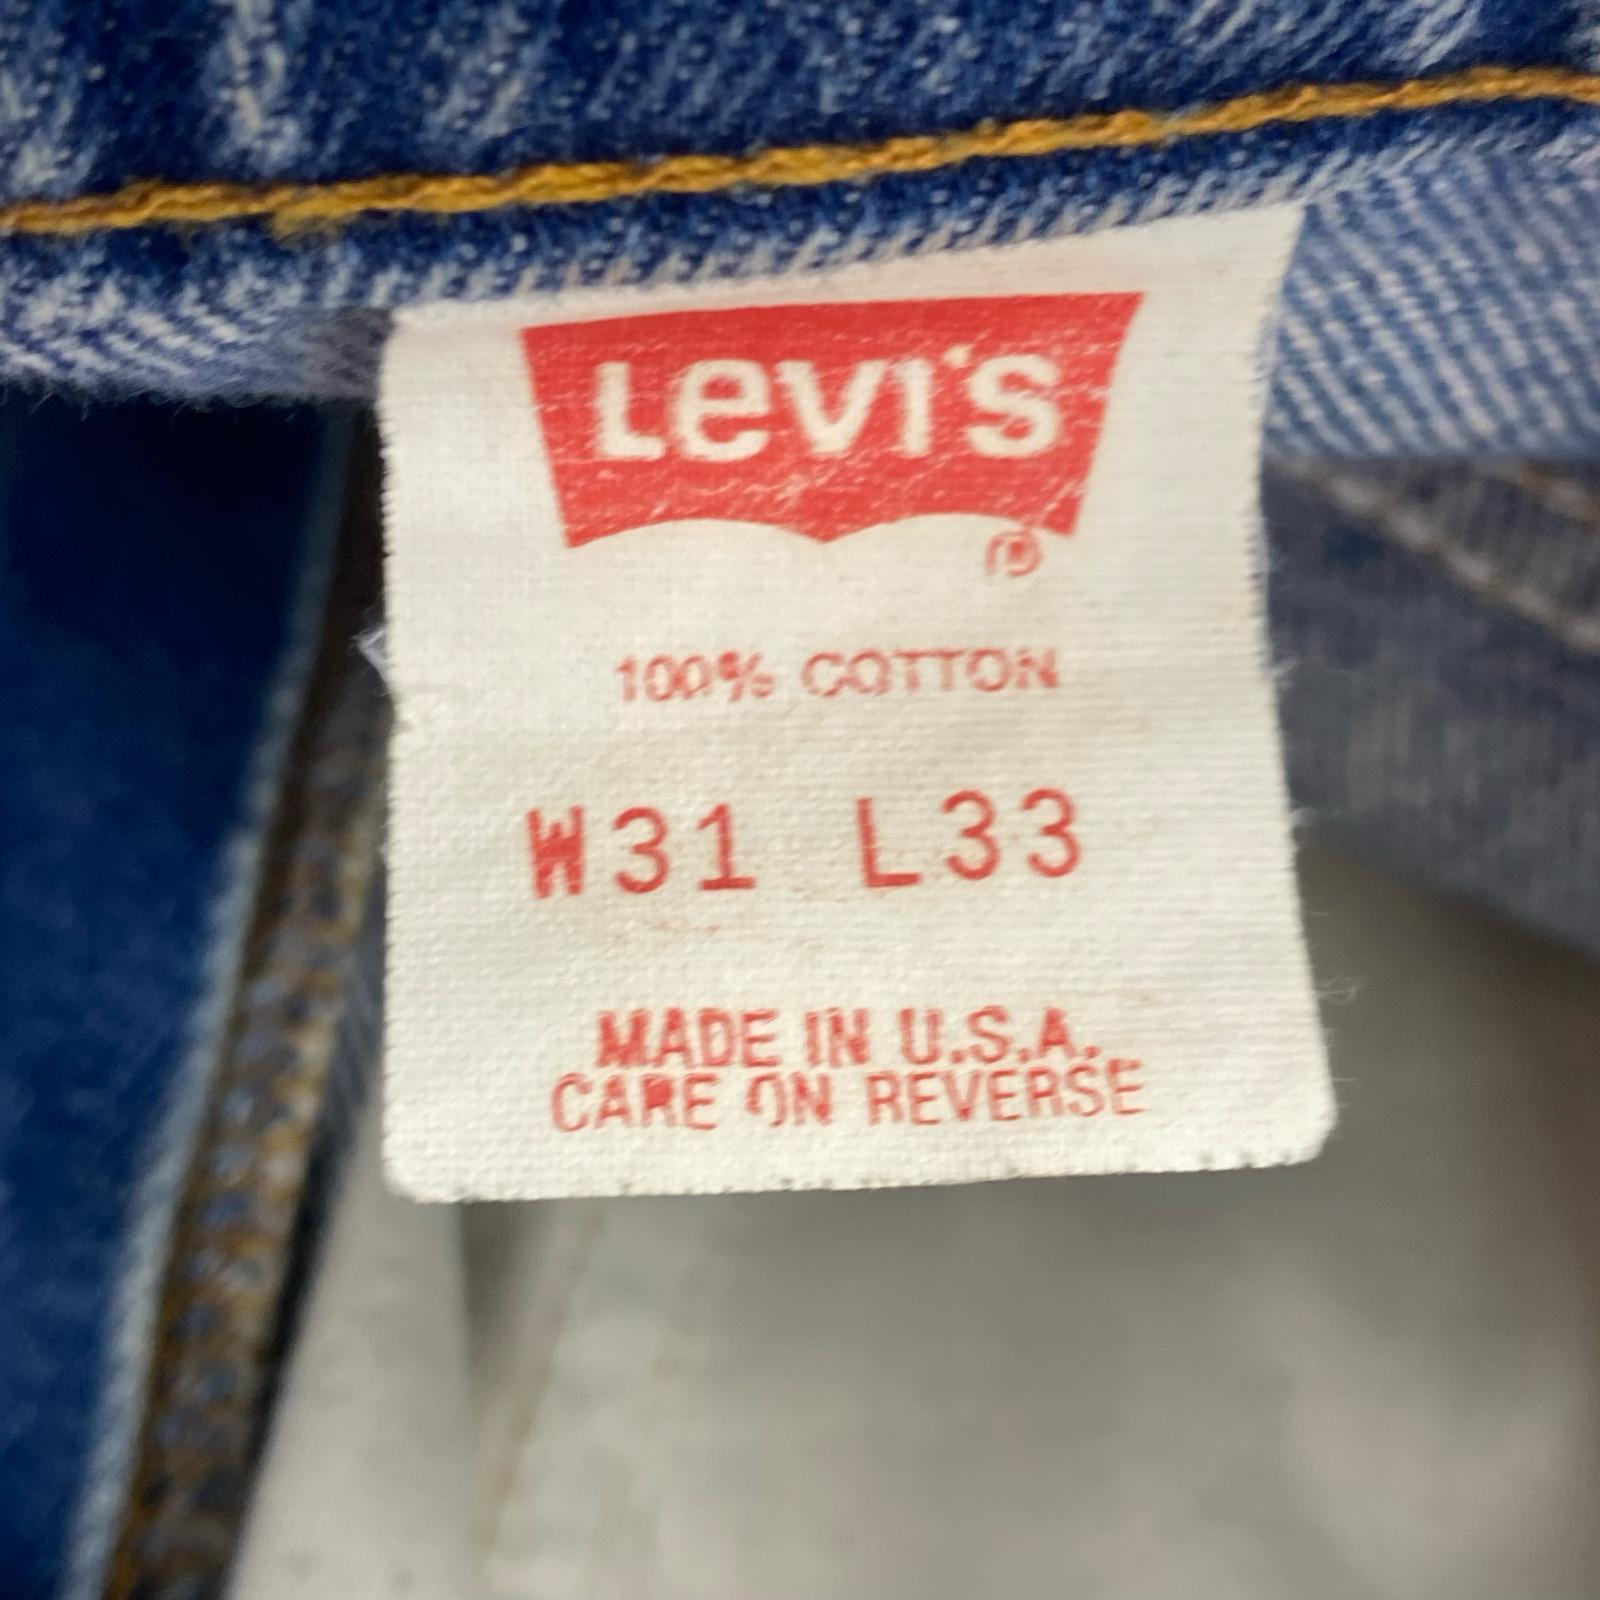 Levi's
®
100% COTTON
W31 L33
MADE IN U.S.A.
CARE ON REVERSE